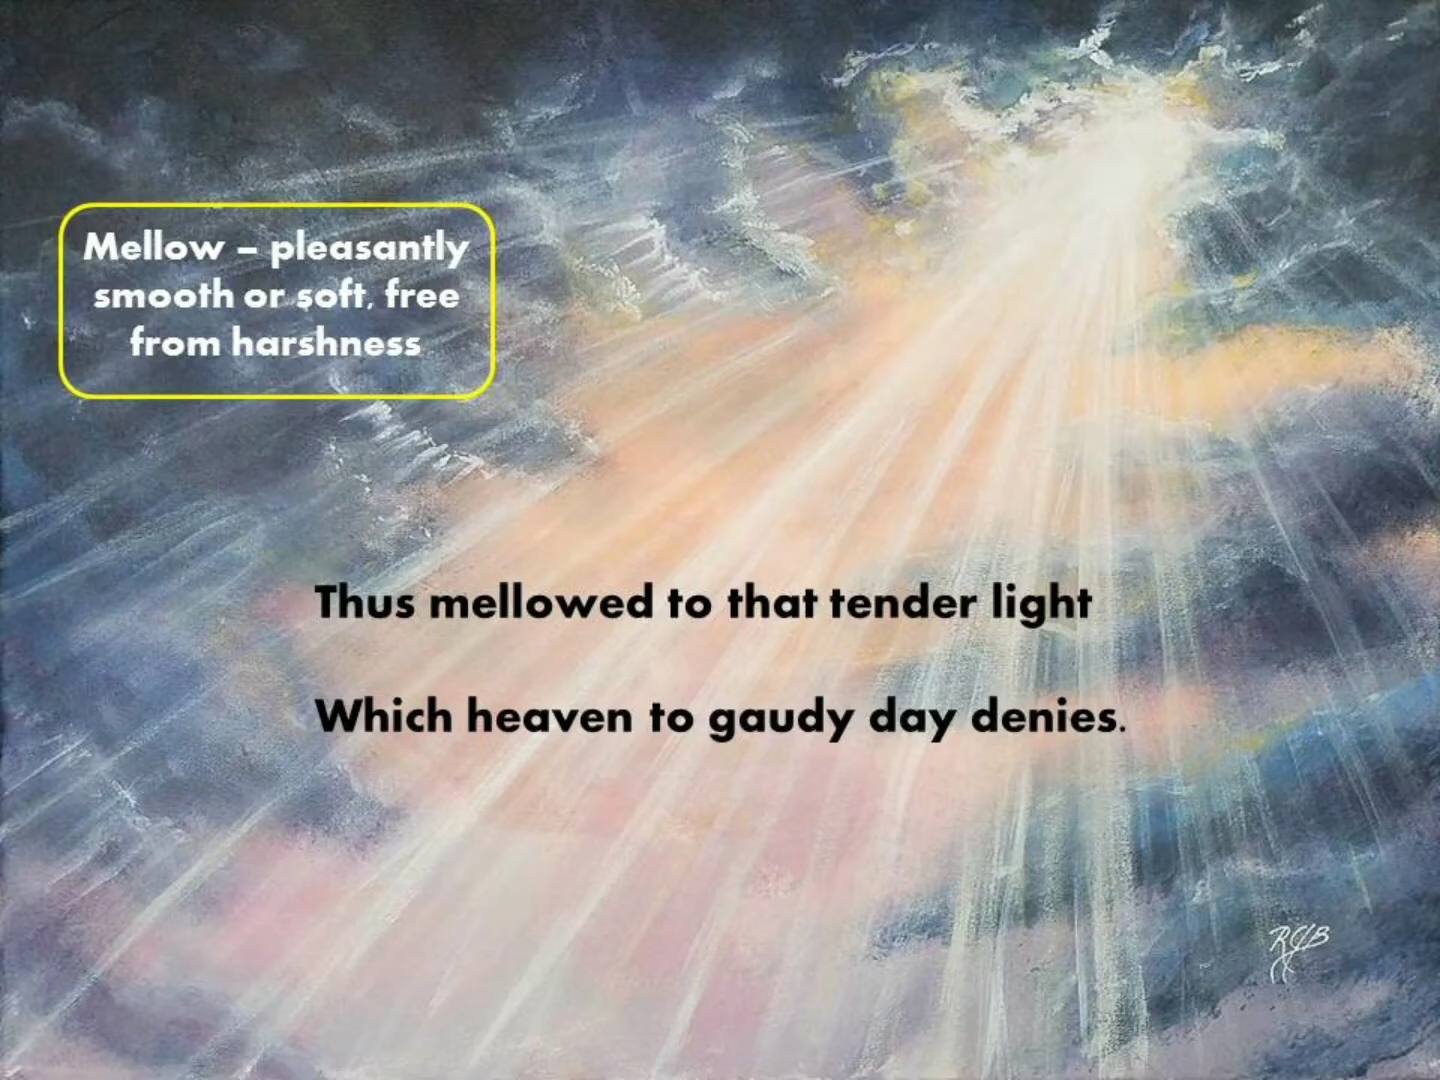 Mellow – pleasantly
smooth or soft, free
from harshness
Thus mellowed to that tender light
Which heaven to gaudy day denies.
RJB